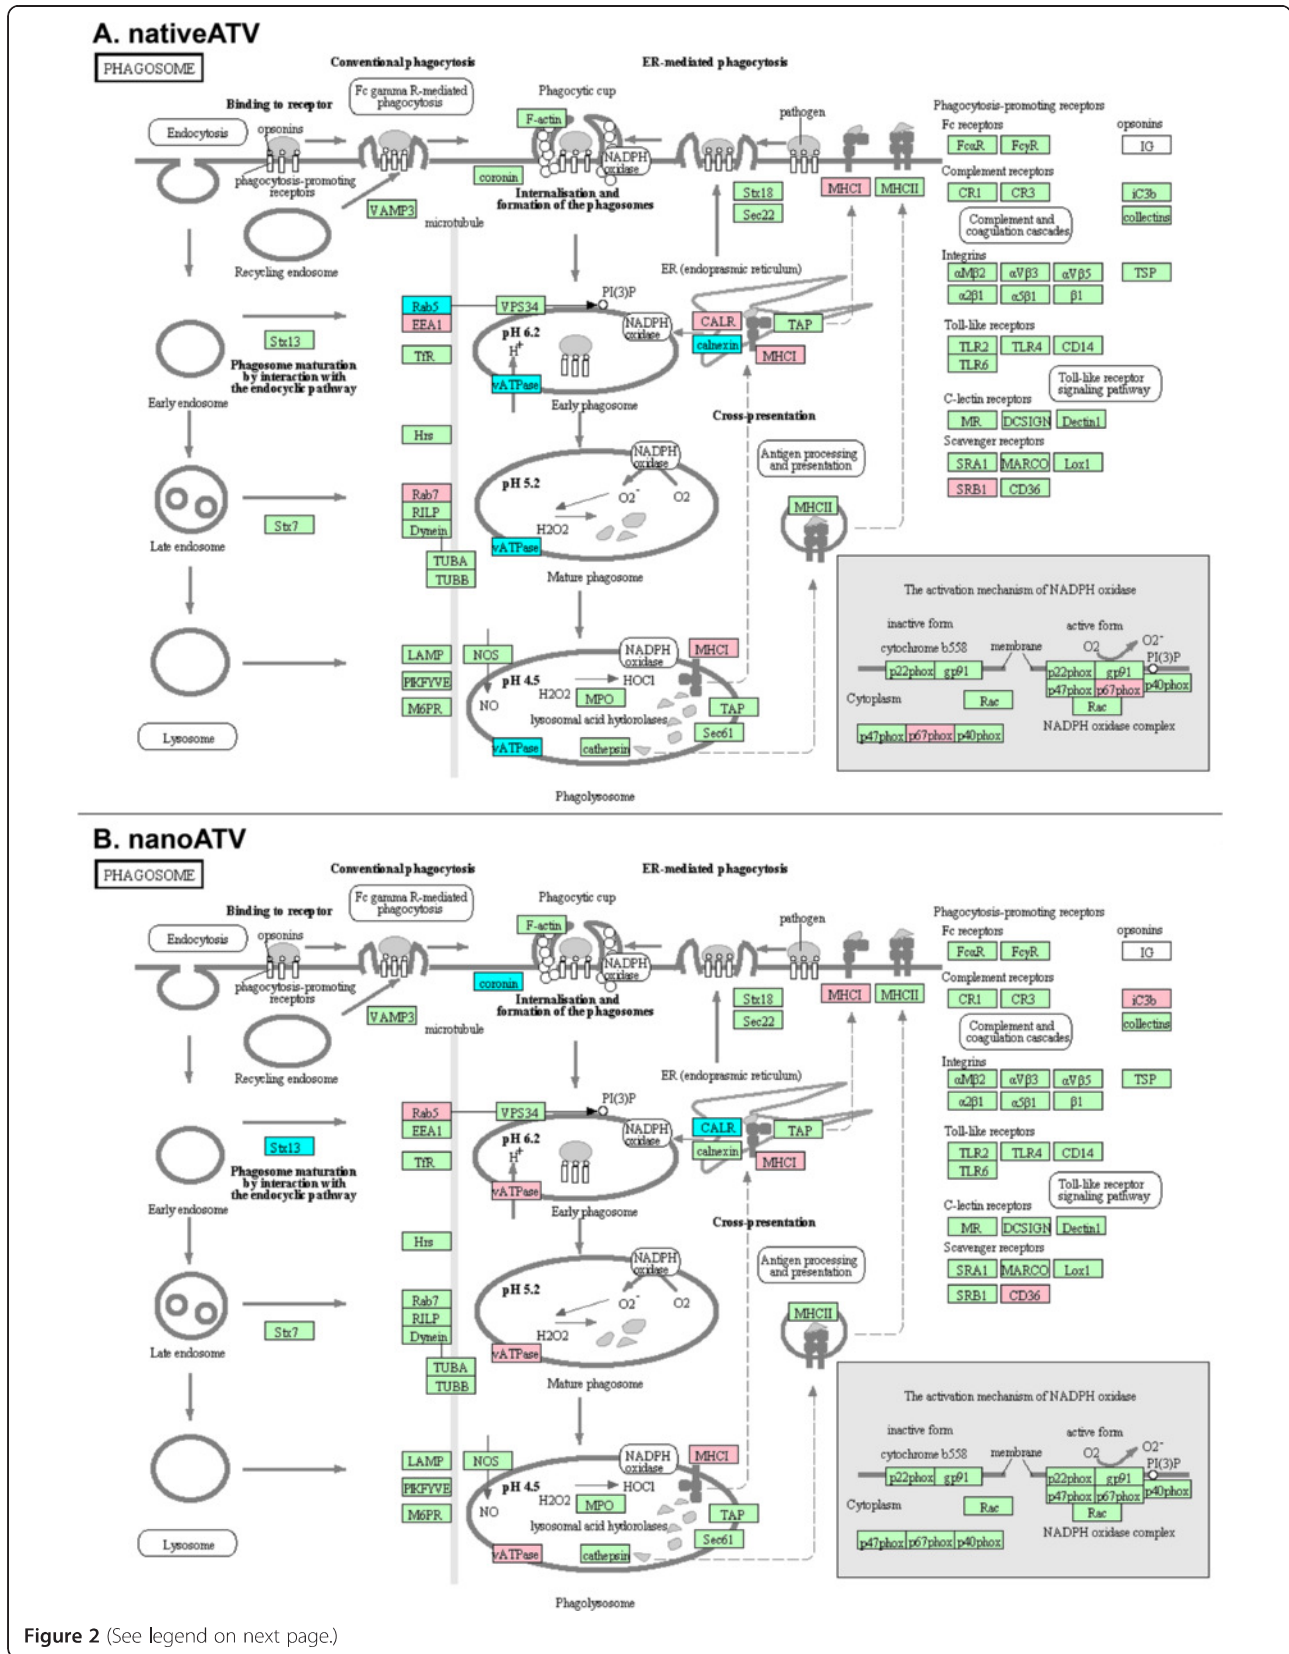 A. nativeATV
PHAGOSOME
Conventional phagocytosis
ER-mediated phagocytosis
Fc gamma R-mediated
phagocytosis
Phagocytic cup
Binding to receptor
Endocytosis
opsonins
F-actin
pathogen
Phagocytosis-promoting receptors
Fc receptors
opsonins
FcαR
FcγR
IG
NADPH
oxidase
phagocytosis-promoting
receptors
coronin
Internalisation and
formation of the phagosomes
Stx18
Sec22
MHCI
MHCII
Complement receptors
CR1
CR3
iC3b
collectins
Complement and
coagulation cascades
VAMP3
microtubule
Recycling endosome
ER (endoprasmic reticulum)
Integrins
αMβ2
αVβ3
αVβ5
TSP
α2β1
α5β1
β1
Rab5
EEA1
VPS34
PI(3)P
NADPH
oxidase
CALR
calnexin
TAP
MHCI
Toll-like receptors
TLR2
TLR4
CD14
TLR6
Toll-like receptor
signaling pathway
Stx13
Phagosome maturation
by interaction with
the endocyclic pathway
TfR
pH 6.2
H+
vATPase
Early endosome
Early phagosome
Cross-presentation
C-lectin receptors
MR
DCSIGN
Dectin1
Hrs
Antigen processing
and presentation
Scavenger receptors
SRA1
MARCO
Lox1
SRB1
CD36
NADPH
oxidase
pH 5.2
O2-
O2
H2O2
Rab7
RILP
Dynein
Stx7
MHCII
Late endosome
vATPase
TUBA
TUBB
Mature phagosome
The activation mechanism of NADPH oxidase
inactive form
active form
cytochrome b558
membrane
O2
O2-
PI(3)P
p22phox
gp91
p22phox
gp91
p47phox
p67phox
p40phox
Cytoplasm
Rac
Rac
NADPH oxidase complex
p47phox
p67phox
p40phox
LAMP
NOS
NADPH
oxidase
MHCI
PIKFYVE
pH 4.5
H2O2
HOCl
MPO
M6PR
NO
lysosomal acid hydorolases
TAP
Sec61
Lysosome
vATPase
cathepsin
Phagolysosome
B. nanoATV
PHAGOSOME
Conventional phagocytosis
ER-mediated phagocytosis
Fc gamma R-mediated
phagocytosis
Phagocytic cup
Binding to receptor
Endocytosis
opsonins
F-actin
pathogen
Phagocytosis-promoting receptors
Fc receptors
opsonins
FcαR
FcγR
IG
NADPH
oxidase
phagocytosis-promoting
receptors
coronin
Internalisation and
formation of the phagosomes
Stx18
Sec22
MHCI
MHCII
Complement receptors
CR1
CR3
iC3b
collectins
Complement and
coagulation cascades
VAMP3
microtubule
Recycling endosome
ER (endoprasmic reticulum)
Integrins
αMβ2
αVβ3
αVβ5
TSP
α2β1
α5β1
β1
Rab5
EEA1
VPS34
PI(3)P
NADPH
oxidase
CALR
calnexin
TAP
MHCI
Toll-like receptors
TLR2
TLR4
CD14
TLR6
Toll-like receptor
signaling pathway
Stx13
Phagosome maturation
by interaction with
the endocyclic pathway
TfR
pH 6.2
H+
vATPase
Early endosome
Early phagosome
Cross-presentation
C-lectin receptors
MR
DCSIGN
Dectin1
Hrs
Antigen processing
and presentation
Scavenger receptors
SRA1
MARCO
Lox1
SRB1
CD36
NADPH
oxidase
pH 5.2
O2-
O2
H2O2
Rab7
RILP
Dynein
Stx7
MHCII
Late endosome
vATPase
TUBA
TUBB
Mature phagosome
The activation mechanism of NADPH oxidase
inactive form
active form
cytochrome b558
membrane
O2
O2-
PI(3)P
p22phox
gp91
p22phox
gp91
p47phox
p67phox
p40phox
Cytoplasm
Rac
Rac
NADPH oxidase complex
p47phox
p67phox
p40phox
LAMP
NOS
NADPH
oxidase
MHCI
PIKFYVE
pH 4.5
H2O2
HOCl
MPO
M6PR
NO
lysosomal acid hydorolases
TAP
Sec61
Lysosome
vATPase
cathepsin
Phagolysosome
Figure 2 (See legend on next page.)